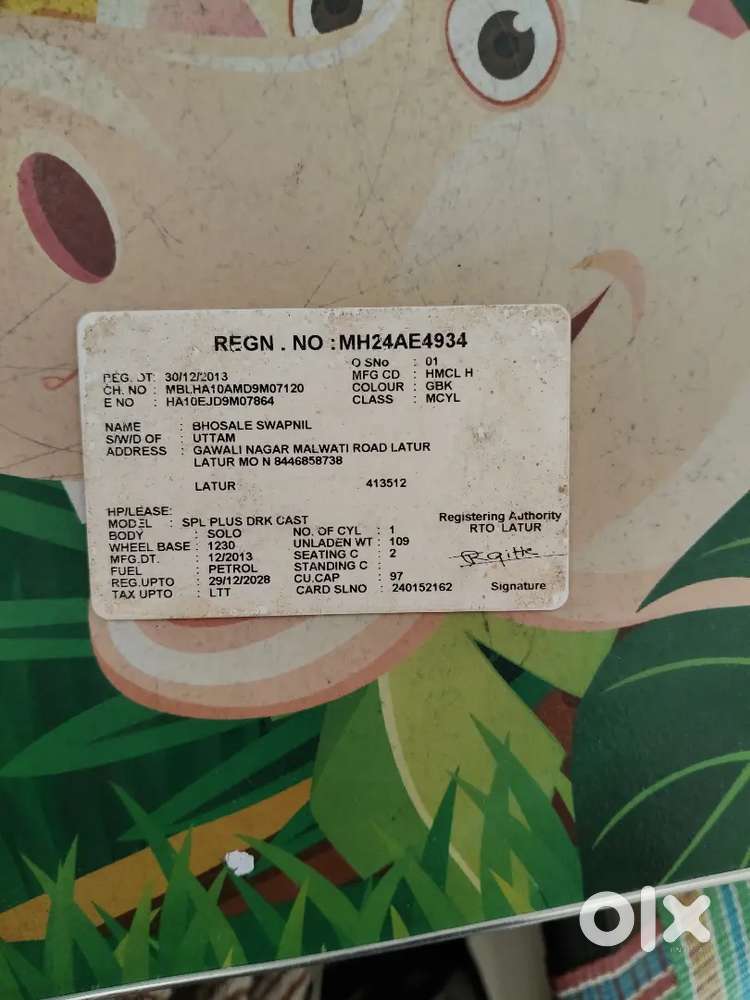 REGN . NO : MH24AE4934
O SNo : 01
REG. DT: 30/12/2013 MFG CD : HMCL H
CH. NO : MBLHA10AMD9M07120 COLOUR : GBK
E NO : HA10EJD9M07864 CLASS : MCYL
NAME : BHOSALE SWAPNIL
S/W/D OF : UTTAM
ADDRESS : GAWALI NAGAR MALWATI ROAD LATUR
LATUR MO N 8446858738
LATUR 413512
HP/LEASE:
MODEL : SPL PLUS DRK CAST Registering Authority
BODY : SOLO NO. OF CYL : 1 RTO LATUR
WHEEL BASE : 1230 UNLADEN WT : 109
MFG.DT. : 12/2013 SEATING C : 2
FUEL : PETROL STANDING C :
REG.UPTO : 29/12/2028 CU.CAP : 97
TAX UPTO : LTT CARD SLNO : 240152162 Signature
olx